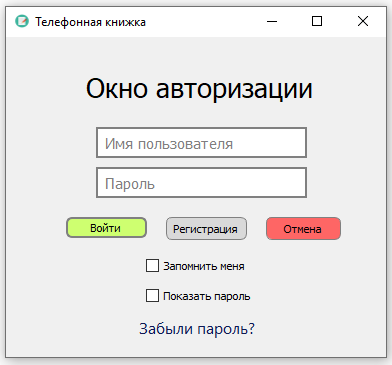 Телефонная книжка
Окно авторизации
Имя пользователя
Пароль
Войти Регистрация Отмена
Запомнить меня
Показать пароль
Забыли пароль?